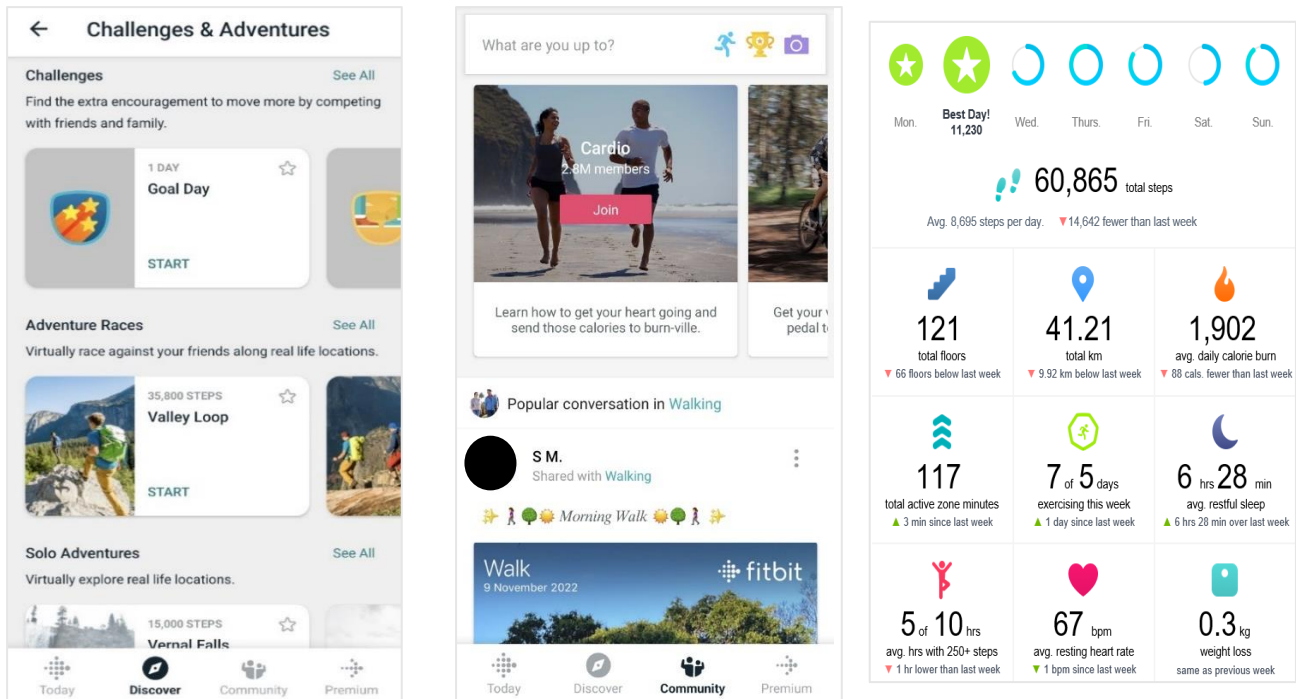 Challenges & Adventures
Challenges
See All
Find the extra encouragement to move more by competing
with friends and family.
1 DAY
Goal Day
START
Adventure Races
See All
Virtually race against your friends along real life locations.
35,800 STEPS
Valley Loop
START
Solo Adventures
See All
Virtually explore real life locations.
15,000 STEPS
Vernal Falls
Today
Discover
Community
Premium
What are you up to?
Cardio
2.8M members
Join
Learn how to get your heart going and
send those calories to burn-ville.
Get your
pedal t
Popular conversation in Walking
S M.
Shared with Walking
Morning Walk
Walk
9 November 2022
fitbit
Today
Discover
Community
Premium
Mon.
Best Day!
11,230
Wed.
Thurs.
Fri.
Sat.
Sun.
60,865 total steps
Avg. 8,695 steps per day. ▼14,642 fewer than last week
121
total floors
▼ 66 floors below last week
41.21
total km
▼ 9.92 km below last week
1,902
avg. daily calorie burn
▼ 88 cals. fewer than last week
117
total active zone minutes
▲ 3 min since last week
7 of 5 days
exercising this week
▲ 1 day since last week
6 hrs 28 min
avg. restful sleep
▲ 6 hrs 28 min over last week
5 of 10 hrs
avg. hrs with 250+ steps
▼ 1 hr lower than last week
67 bpm
avg. resting heart rate
▼ 1 bpm since last week
0.3 kg
weight loss
same as previous week